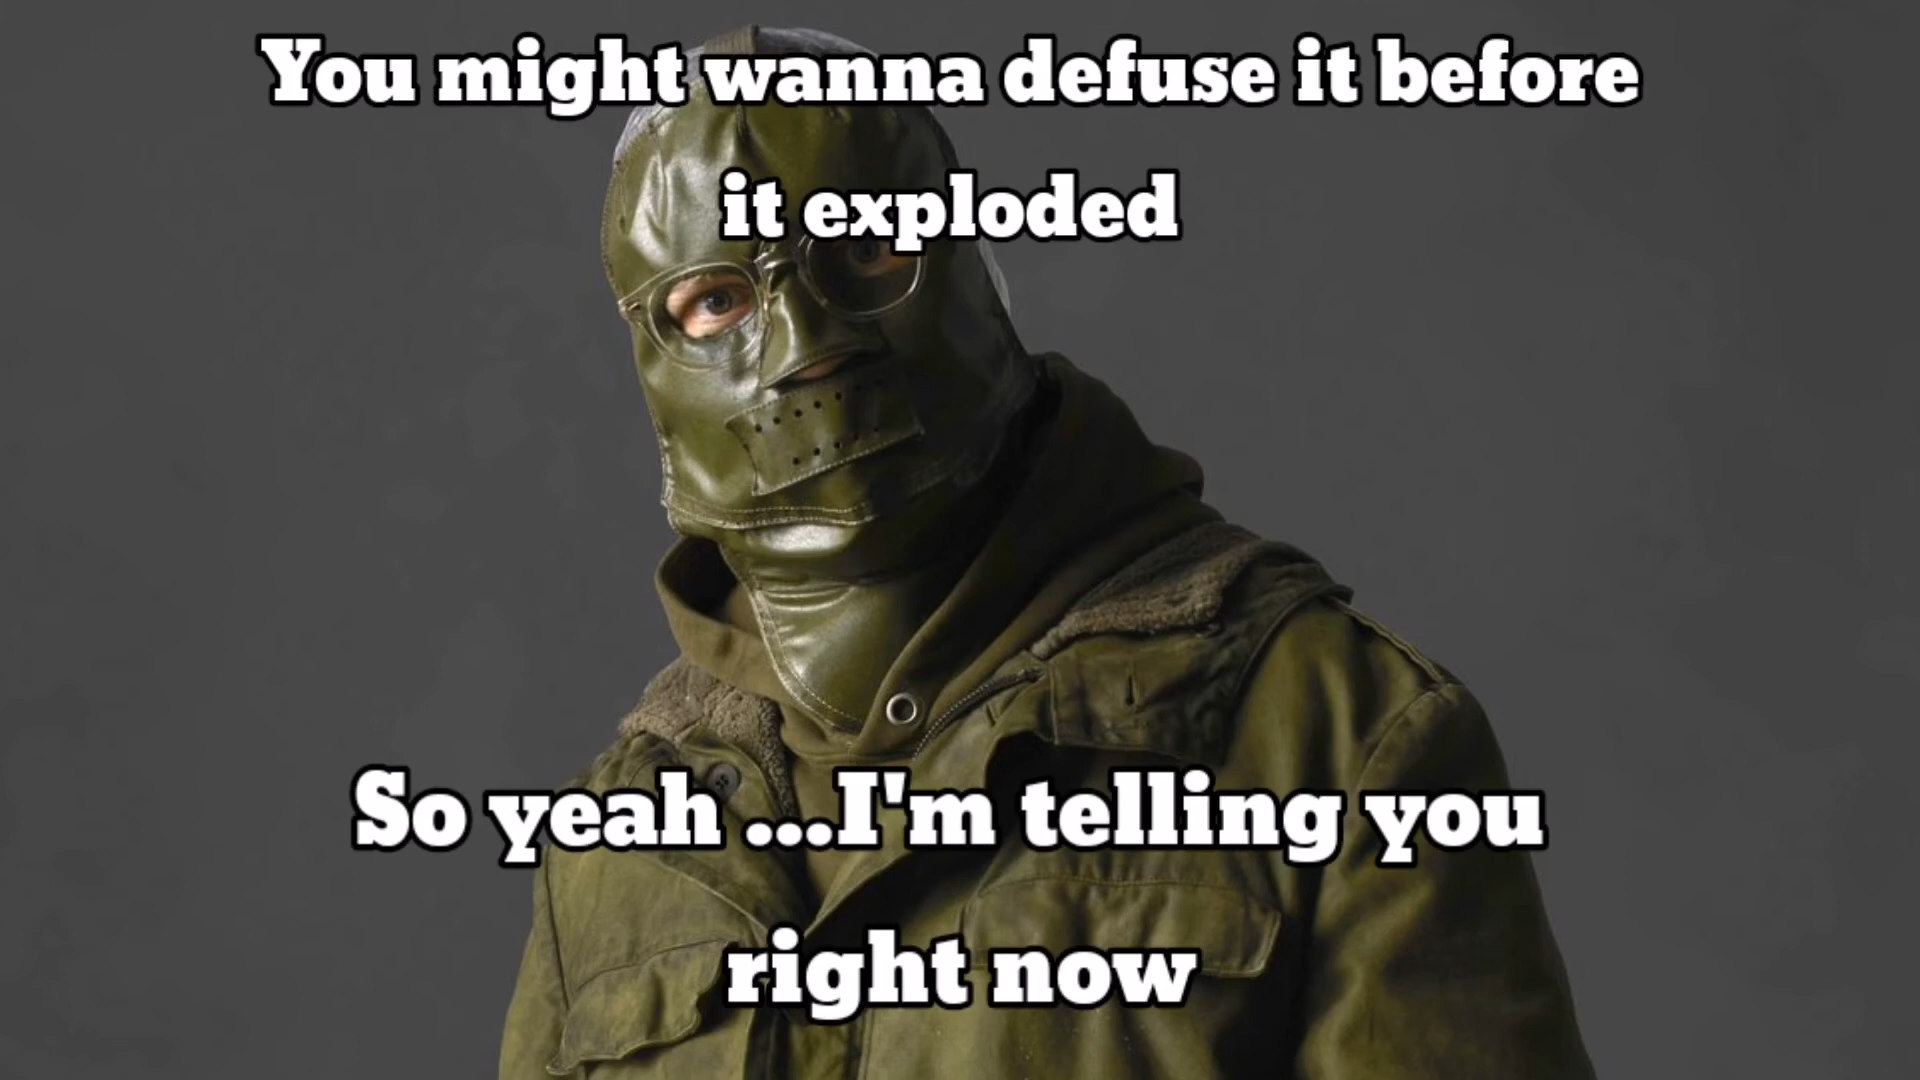 You might wanna defuse it before
it exploded
So yeah ...I'm telling you
right now